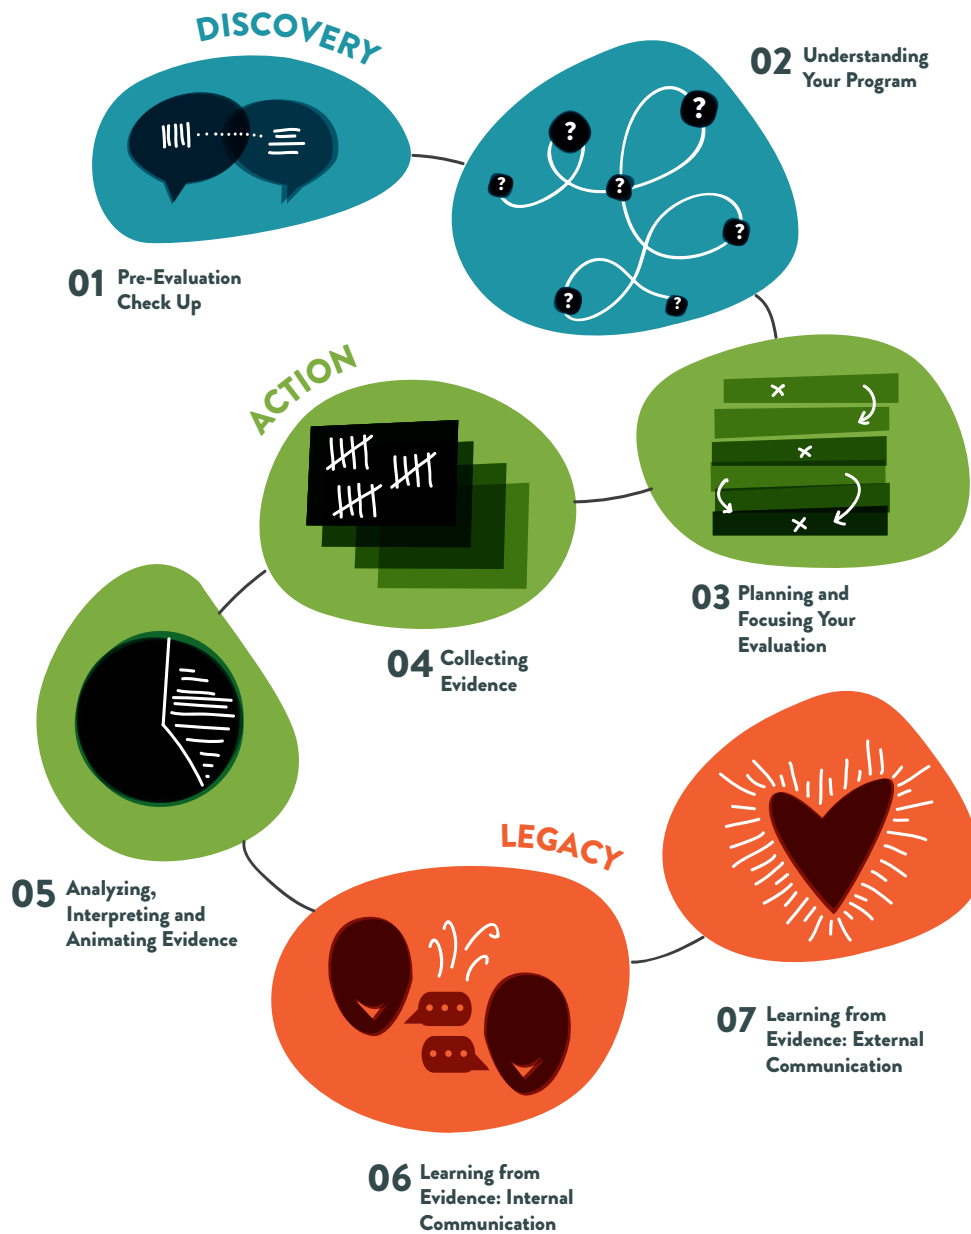 DISCOVERY
01 Pre-Evaluation
Check Up
02 Understanding
Your Program
? ? ? ? ? ? ?
ACTION
03 Planning and
Focusing Your
Evaluation
04 Collecting
Evidence
05 Analyzing,
Interpreting and
Animating Evidence
LEGACY
06 Learning from
Evidence: Internal
Communication
07 Learning from
Evidence: External
Communication